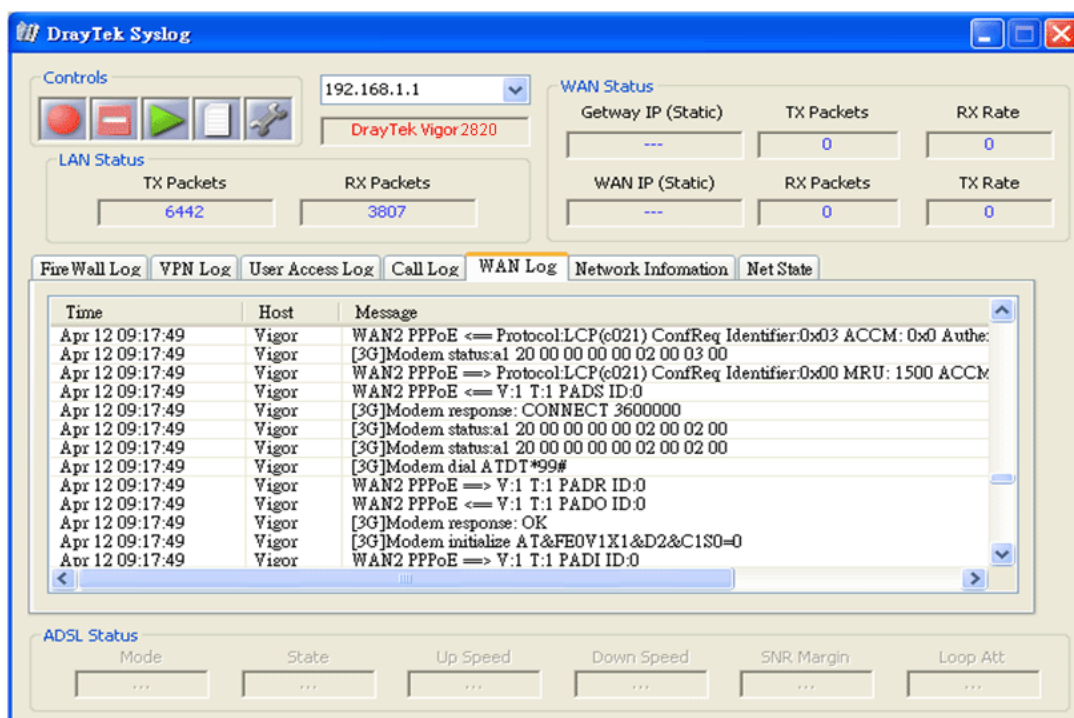 DrayTek Syslog
Controls
192.168.1.1
DrayTek Vigor2820
WAN Status
Getway IP (Static) TX Packets RX Rate
--- 0 0
WAN IP (Static) RX Packets TX Rate
--- 0 0
LAN Status
TX Packets RX Packets
6442 3807
FireWall Log VPN Log User Access Log Call Log WAN Log Network Infomation Net State
Time Host Message
Apr 12 09:17:49 Vigor WAN2 PPPoE <== Protocol:LCP(c021) ConfReq Identifier:0x03 ACCM: 0x0 Authe:
Apr 12 09:17:49 Vigor [3G]Modem status:a1 20 00 00 00 00 02 00 03 00
Apr 12 09:17:49 Vigor WAN2 PPPoE ==> Protocol:LCP(c021) ConfReq Identifier:0x00 MRU: 1500 ACCM
Apr 12 09:17:49 Vigor WAN2 PPPoE <== V:1 T:1 PADS ID:0
Apr 12 09:17:49 Vigor [3G]Modem response: CONNECT 3600000
Apr 12 09:17:49 Vigor [3G]Modem status:a1 20 00 00 00 00 02 00 02 00
Apr 12 09:17:49 Vigor [3G]Modem status:a1 20 00 00 00 00 02 00 02 00
Apr 12 09:17:49 Vigor [3G]Modem dial ATDT*99#
Apr 12 09:17:49 Vigor WAN2 PPPoE ==> V:1 T:1 PADR ID:0
Apr 12 09:17:49 Vigor WAN2 PPPoE <== V:1 T:1 PADO ID:0
Apr 12 09:17:49 Vigor [3G]Modem response: OK
Apr 12 09:17:49 Vigor [3G]Modem initialize AT&FE0V1X1&D2&C1S0=0
Apr 12 09:17:49 Vigor WAN2 PPPoE ==> V:1 T:1 PADI ID:0
ADSL Status
Mode State Up Speed Down Speed SNR Margin Loop Att
... ... ... ... ... ...